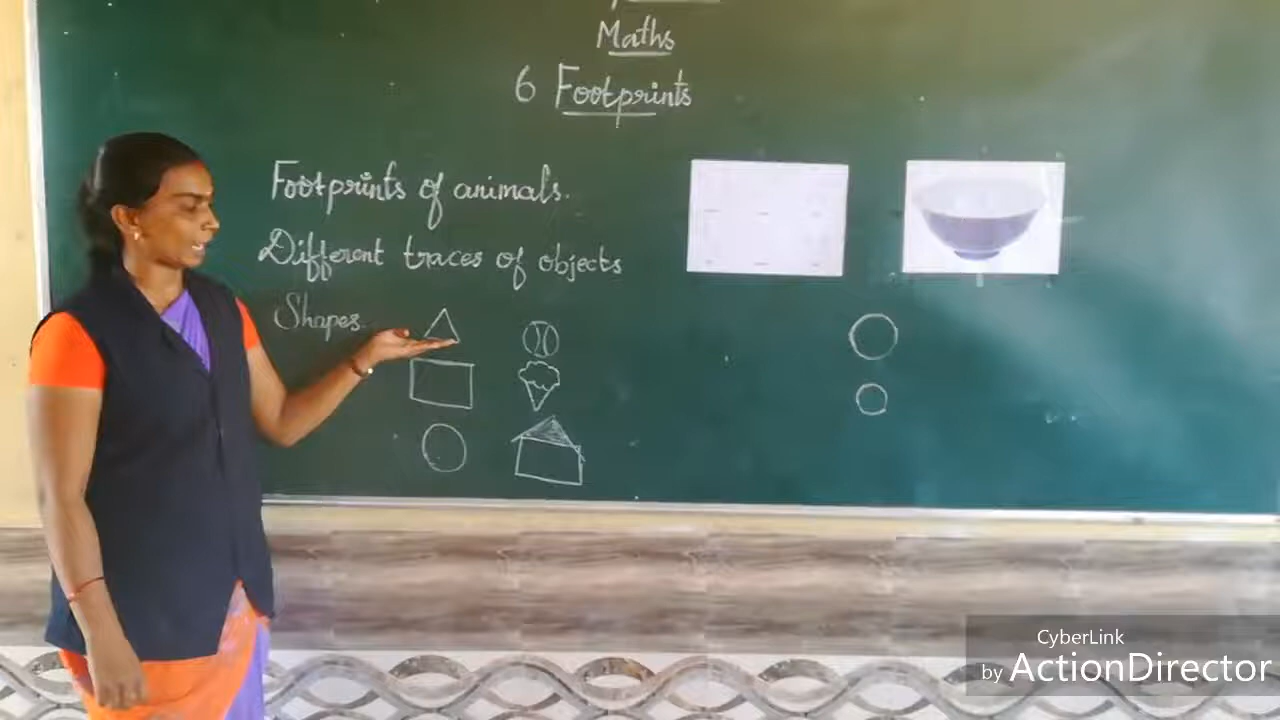 Maths
6 Footprints
Footprints of animals.
Different traces of objects
Shapes.
CyberLink
by ActionDirector